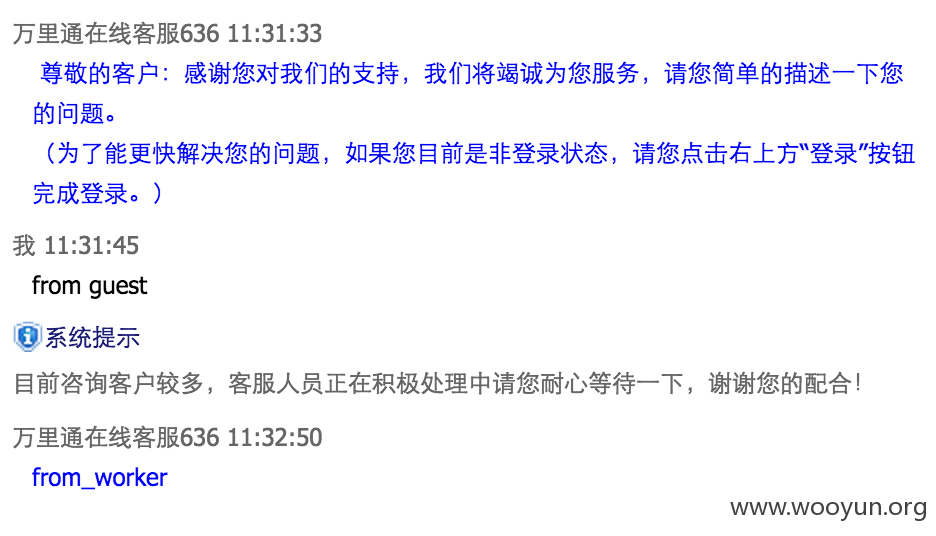 万里通在线客服636 11:31:33
尊敬的客户：感谢您对我们的支持，我们将竭诚为您服务，请您简单的描述一下您
的问题。
（为了能更快解决您的问题，如果您目前是非登录状态，请您点击右上方“登录”按钮
完成登录。）
我 11:31:45
from guest
系统提示
目前咨询客户较多，客服人员正在积极处理中请您耐心等待一下，谢谢您的配合！
万里通在线客服636 11:32:50
from_worker
www.wooyun.org